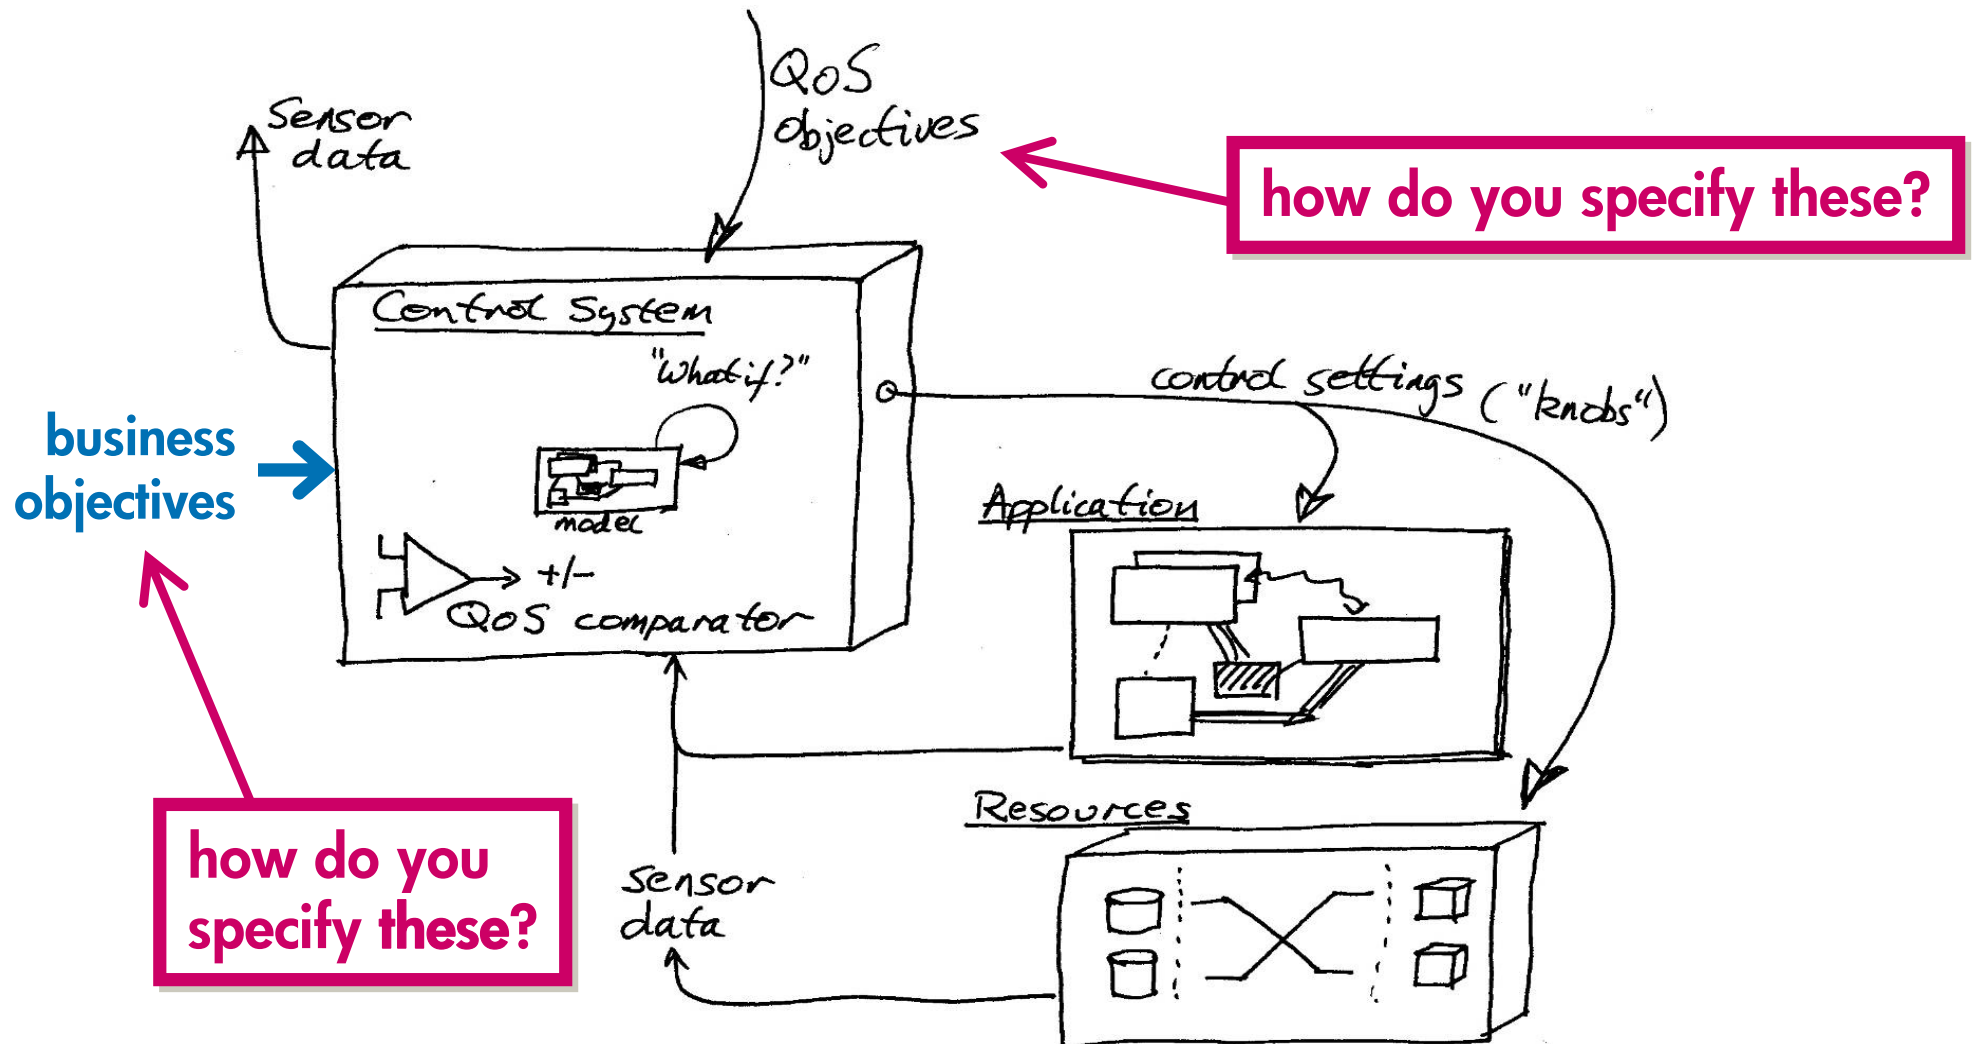 QoS
objectives
Sensor
data
how do you specify these?
Control System
"What if?"
control settings ("knobs")
business
objectives
model
Application
+/-
QoS comparator
Resources
how do you
specify these?
sensor
data